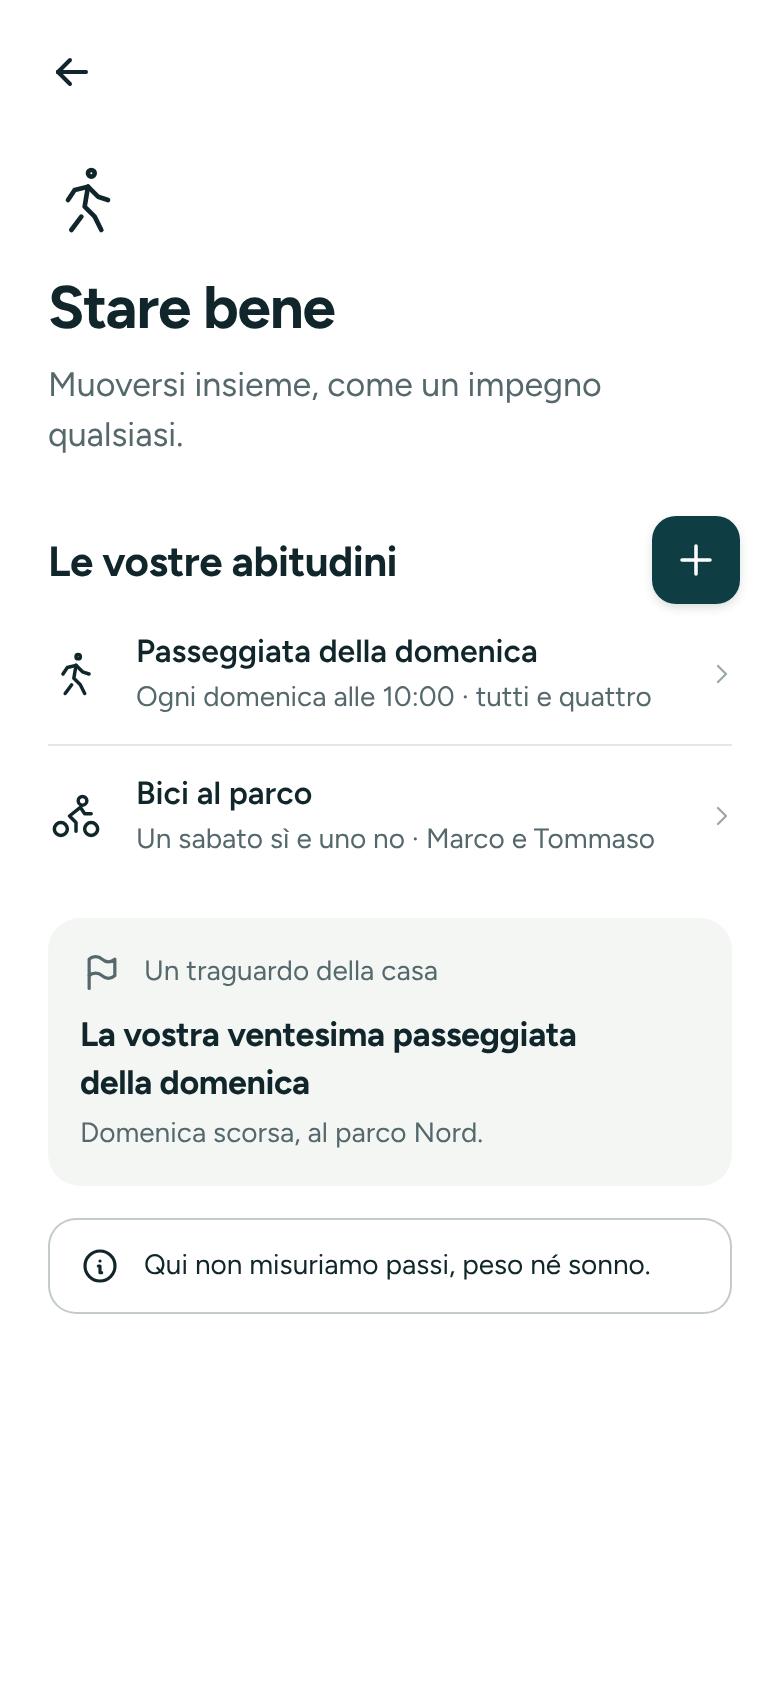 Stare bene
Muoversi insieme, come un impegno
qualsiasi.
Le vostre abitudini
Passeggiata della domenica
Ogni domenica alle 10:00 · tutti e quattro
Bici al parco
Un sabato sì e uno no · Marco e Tommaso
Un traguardo della casa
La vostra ventesima passeggiata
della domenica
Domenica scorsa, al parco Nord.
Qui non misuriamo passi, peso né sonno.